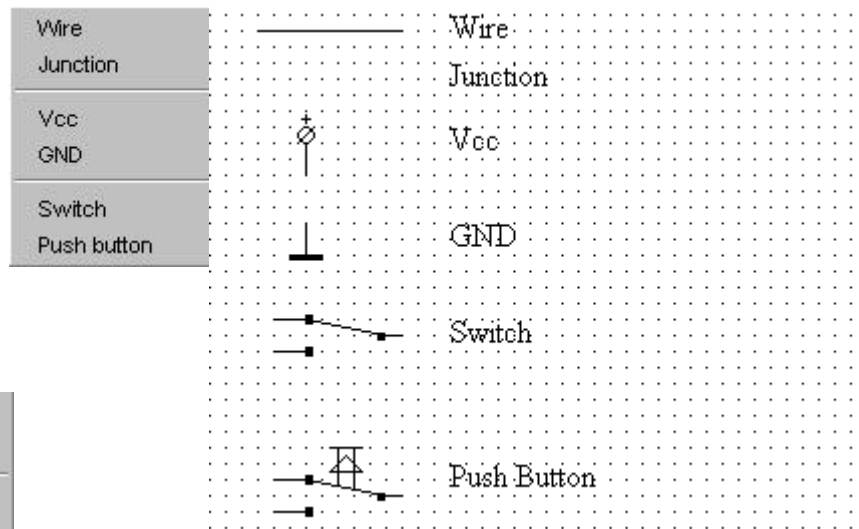 Wire
Junction
Vcc
GND
Switch
Push button
Wire
Junction
+
Vcc
GND
Switch
Push Button